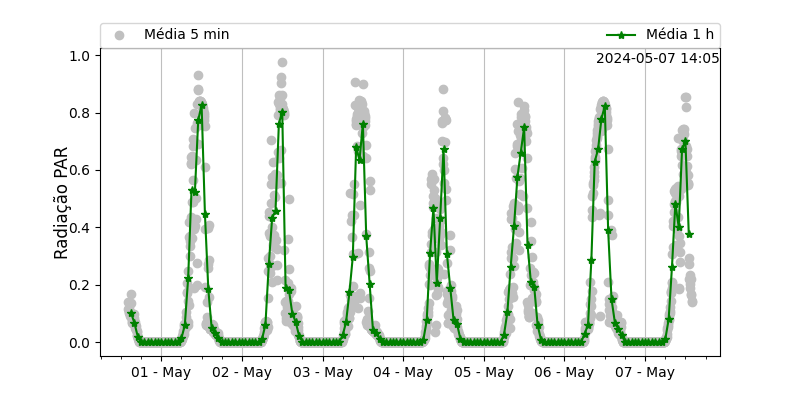 Média 5 min
Média 1 h
2024-05-07 14:05
1.0
0.8
0.6
0.4
0.2
0.0
Radiação PAR
01 - May
02 - May
03 - May
04 - May
05 - May
06 - May
07 - May